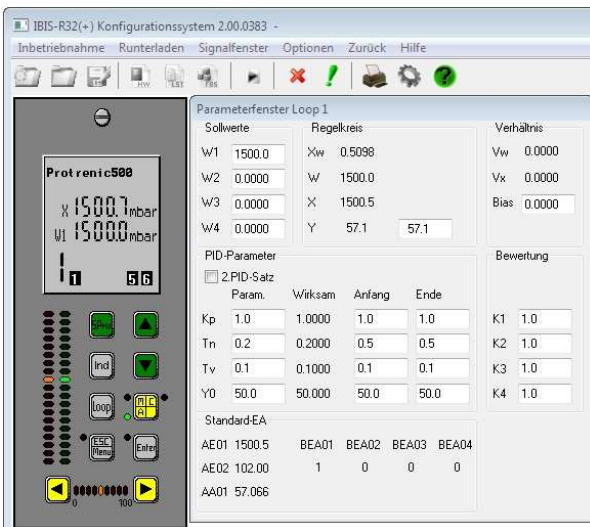 IBIS-R32(+) Konfigurationssystem 2.00.0383 -
Inbetriebnahme Runterladen Signalfenster Optionen Zurück Hilfe
HW LST FBS
Protronic500
X 1500.7 mbar
W1 1500.0 mbar
1 5 6
Ind
Loop M C A
ESC Menu Enter
0 100
Parameterfenster Loop 1
Sollwerte Regelkreis Verhältnis
W1 1500.0 Xw 0.5098 Vw 0.0000
W2 0.0000 W 1500.0 Vx 0.0000
W3 0.0000 X 1500.5 Bias 0.0000
W4 0.0000 Y 57.1 57.1
PID-Parameter Bewertung
2.PID-Satz
Param. Wirksam Anfang Ende
Kp 1.0 1.0000 1.0 1.0 K1 1.0
Tn 0.2 0.2000 0.5 0.5 K2 1.0
Tv 0.1 0.1000 0.1 0.1 K3 1.0
Y0 50.0 50.000 50.0 50.0 K4 1.0
Standard-EA
AE01 1500.5 BEA01 BEA02 BEA03 BEA04
AE02 102.00 1 0 0 0
AA01 57.066